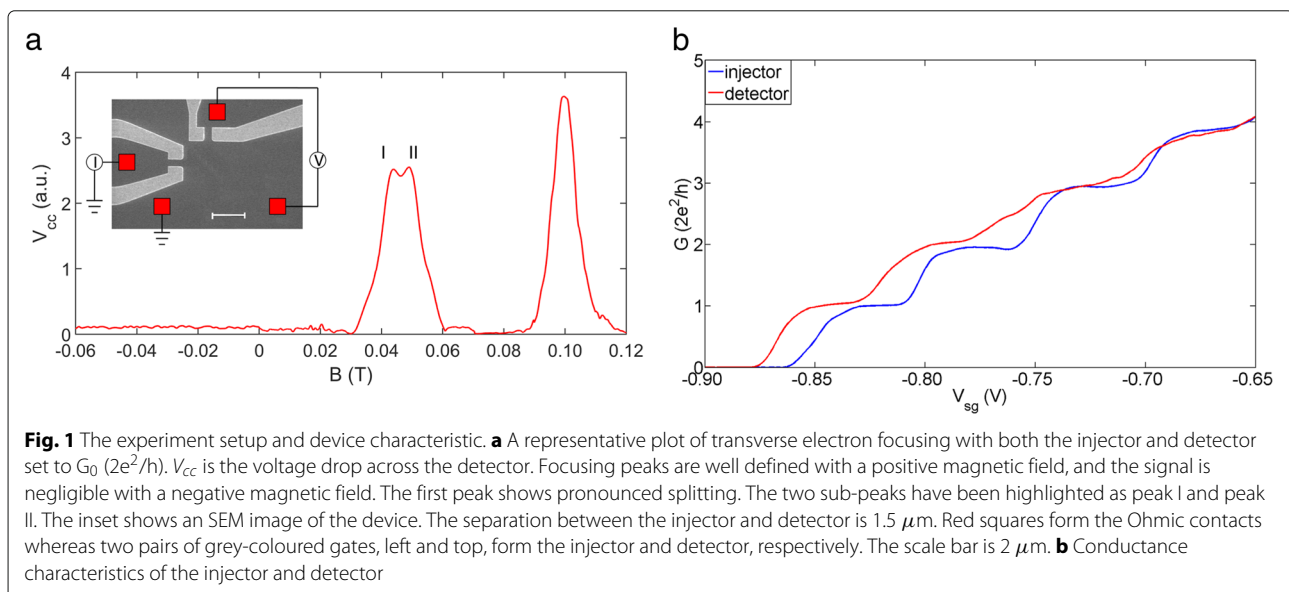 a
V_cc (a.u.)
4
3
2
1
0
I
II
I
V
-0.06
-0.04
-0.02
0
0.02
0.04
0.06
0.08
0.10
0.12
B (T)
b
injector
detector
G (2e²/h)
5
4
3
2
1
0
-0.90
-0.85
-0.80
-0.75
-0.70
-0.65
V_sg (V)
Fig. 1 The experiment setup and device characteristic. a A representative plot of transverse electron focusing with both the injector and detector
set to G₀ (2e²/h). V_cc is the voltage drop across the detector. Focusing peaks are well defined with a positive magnetic field, and the signal is
negligible with a negative magnetic field. The first peak shows pronounced splitting. The two sub-peaks have been highlighted as peak I and peak
II. The inset shows an SEM image of the device. The separation between the injector and detector is 1.5 μm. Red squares form the Ohmic contacts
whereas two pairs of grey-coloured gates, left and top, form the injector and detector, respectively. The scale bar is 2 μm. b Conductance
characteristics of the injector and detector